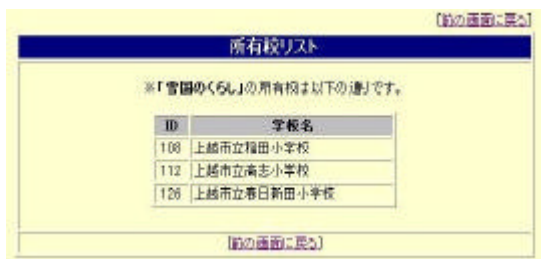 [前の画面に戻る]
所有校リスト
※「雪国のくらし」の所有校は以下の通りです。
ID 学校名
108 上越市立稲田小学校
112 上越市立高志小学校
126 上越市立春日新田小学校
[前の画面に戻る]